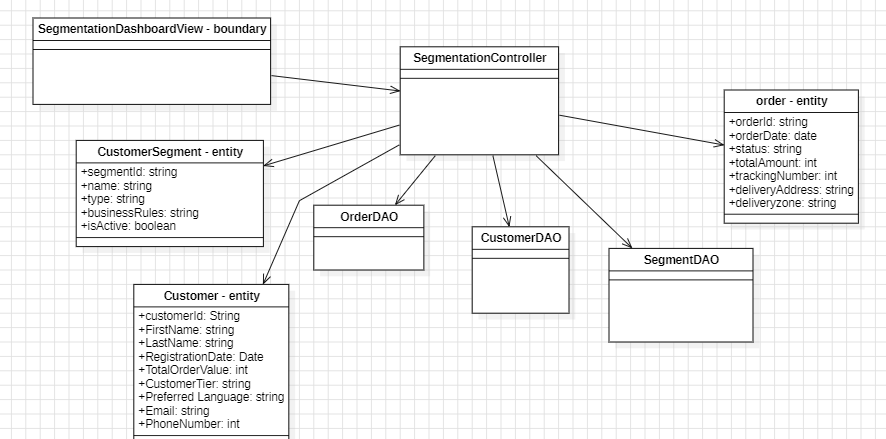 SegmentationDashboardView - boundary
SegmentationController
order - entity
+orderId: string
+orderDate: date
+status: string
+totalAmount: int
+trackingNumber: int
+deliveryAddress: string
+deliveryzone: string
CustomerSegment - entity
+segmentId: string
+name: string
+type: string
+businessRules: string
+isActive: boolean
OrderDAO
CustomerDAO
SegmentDAO
Customer - entity
+customerId: String
+FirstName: string
+LastName: string
+RegistrationDate: Date
+TotalOrderValue: int
+CustomerTier: string
+Preferred Language: string
+Email: string
+PhoneNumber: int